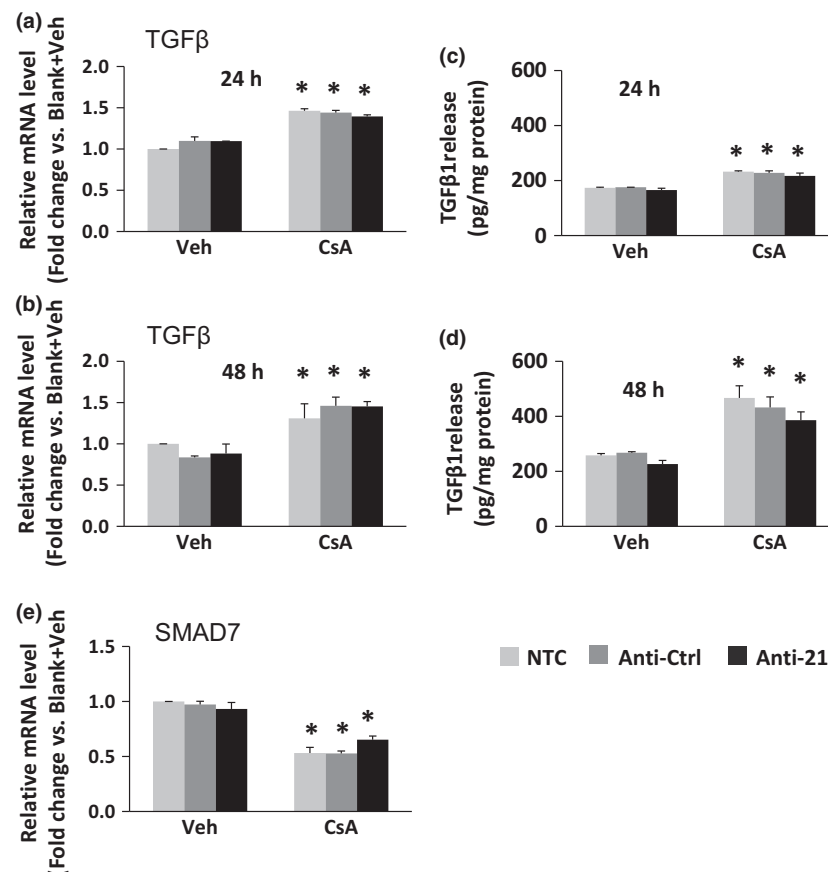 (a)
TGFβ
Relative mRNA level
(Fold change vs. Blank+Veh
2.0
1.5
1.0
0.5
0.0
24 h
* * *
Veh
CsA
(c)
TGFβ1release
(pg/mg protein)
600
400
200
0
24 h
* * *
Veh
CsA
(b)
TGFβ
Relative mRNA level
(Fold change vs. Blank+Veh
2.0
1.5
1.0
0.5
0.0
48 h
* * *
Veh
CsA
(d)
TGFβ1release
(pg/mg protein)
600
400
200
0
48 h
* * *
Veh
CsA
(e)
SMAD7
Relative mRNA level
(Fold change vs. Blank+Veh
1.5
1.0
0.5
0.0
* * *
Veh
CsA
NTC
Anti-Ctrl
Anti-21